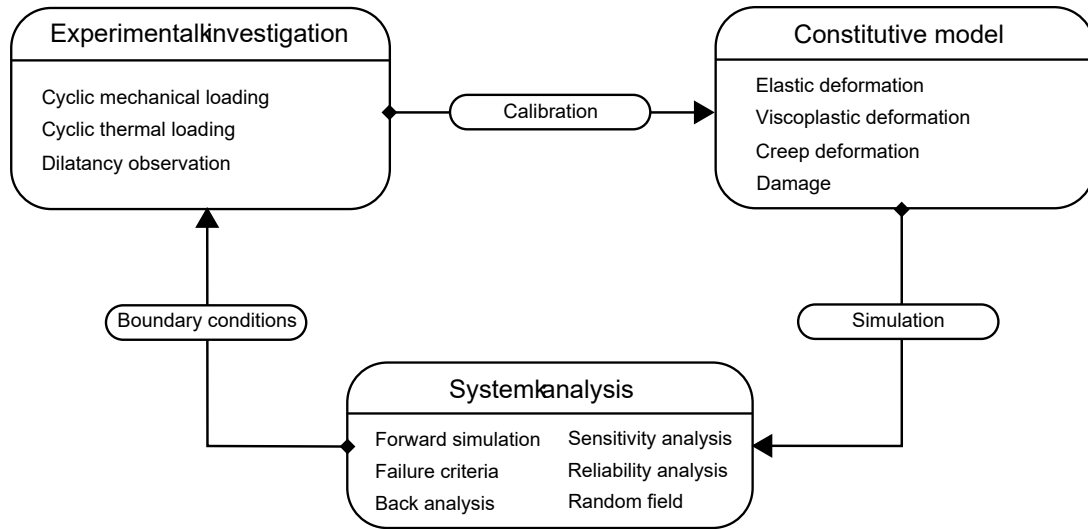 Experimentalkinvestigation
Cyclic mechanical loading
Cyclic thermal loading
Dilatancy observation
Calibration
Constitutive model
Elastic deformation
Viscoplastic deformation
Creep deformation
Damage
Boundary conditions
Simulation
Systemkanalysis
Forward simulation
Failure criteria
Back analysis
Sensitivity analysis
Reliability analysis
Random field